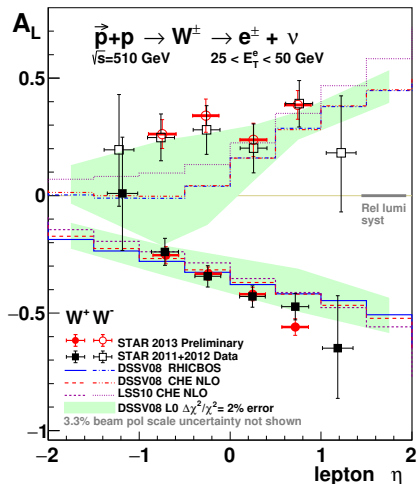 A_L
p⃗+p → W± → e± + ν
√s=510 GeV 25 < E_T^e < 50 GeV
0.5
0
Rel lumi
syst
−0.5
W⁺ W⁻
STAR 2013 Preliminary
STAR 2011+2012 Data
DSSV08 RHICBOS
DSSV08 CHE NLO
LSS10 CHE NLO
DSSV08 L0 Δχ²/χ²= 2% error
3.3% beam pol scale uncertainty not shown
−1
−2 −1 0 1 2
lepton η